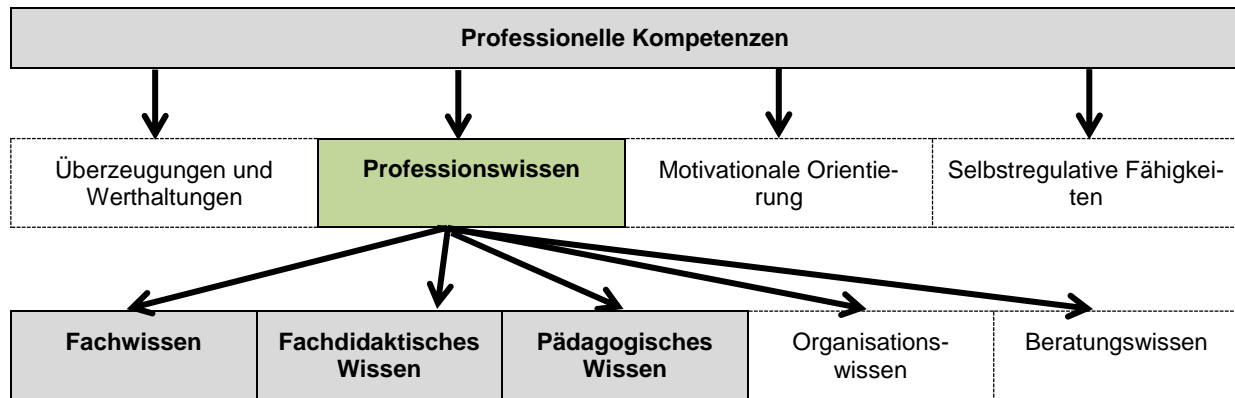 Professionelle Kompetenzen
Überzeugungen und
Werthaltungen
Professionswissen
Motivationale Orientie-
rung
Selbstregulative Fähigkei-
ten
Fachwissen
Fachdidaktisches
Wissen
Pädagogisches
Wissen
Organisations-
wissen
Beratungswissen